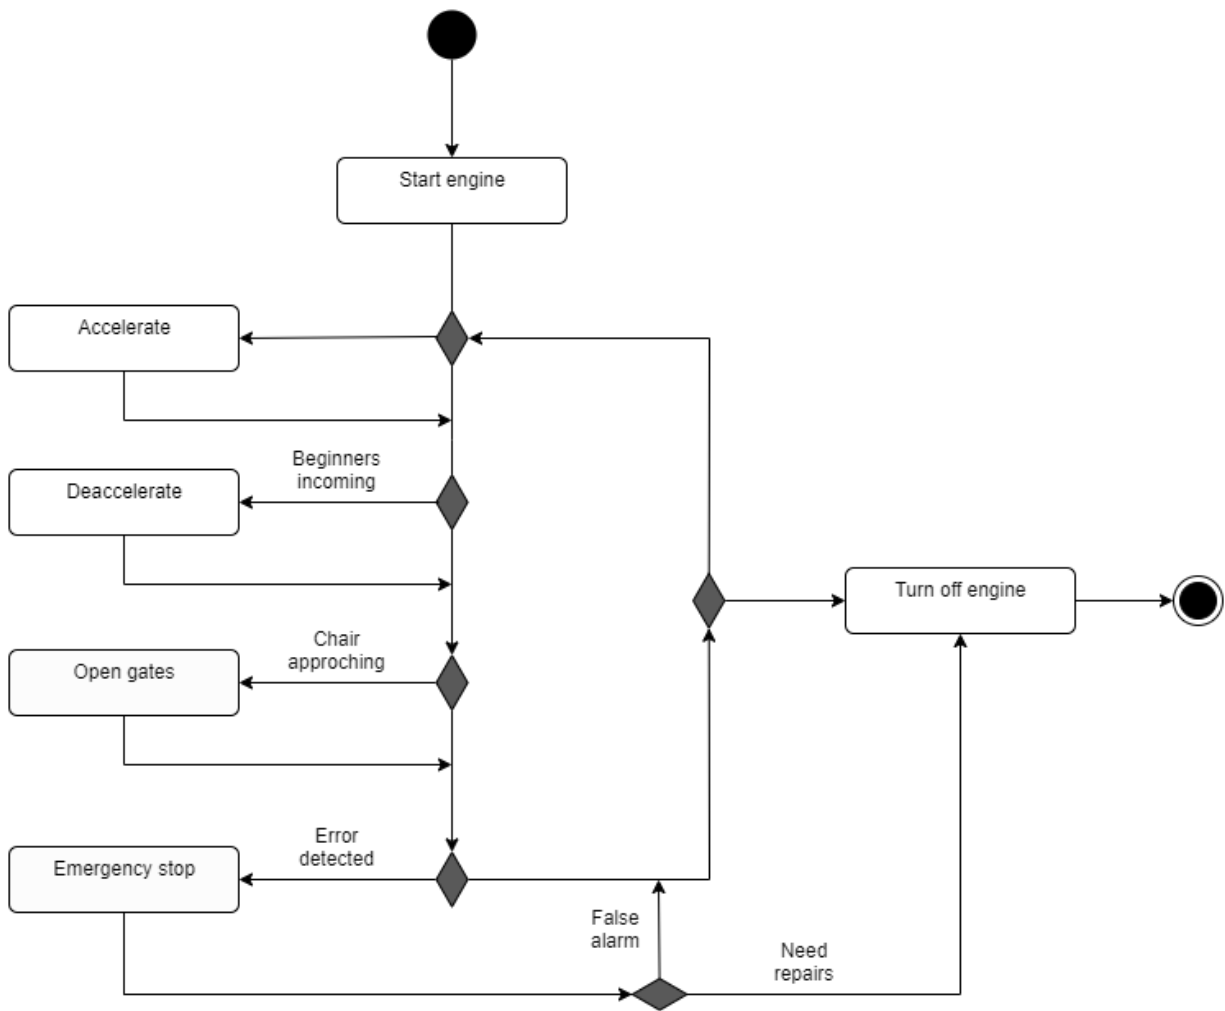 Start engine
Accelerate
Beginners
incoming
Deaccelerate
Turn off engine
Chair
approching
Open gates
Error
detected
Emergency stop
False
alarm
Need
repairs